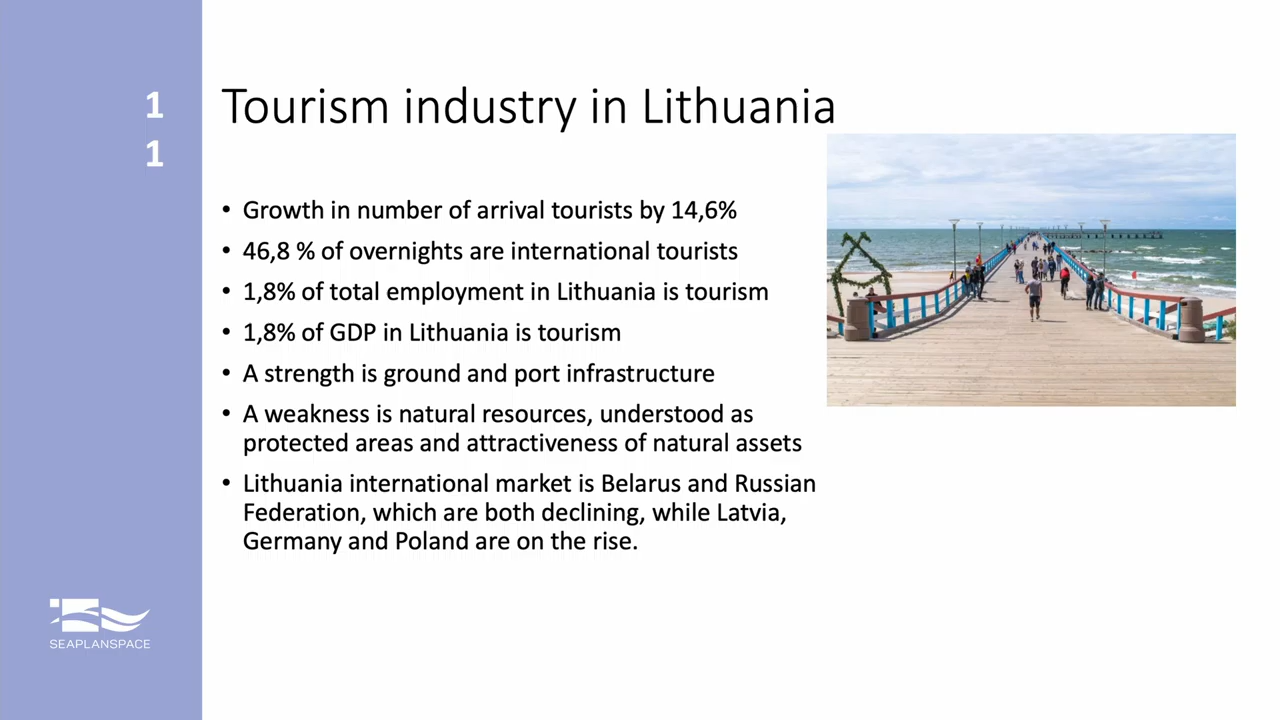 1
1
Tourism industry in Lithuania
• Growth in number of arrival tourists by 14,6%
• 46,8 % of overnights are international tourists
• 1,8% of total employment in Lithuania is tourism
• 1,8% of GDP in Lithuania is tourism
• A strength is ground and port infrastructure
• A weakness is natural resources, understood as
protected areas and attractiveness of natural assets
• Lithuania international market is Belarus and Russian
Federation, which are both declining, while Latvia,
Germany and Poland are on the rise.
SEAPLANSPACE